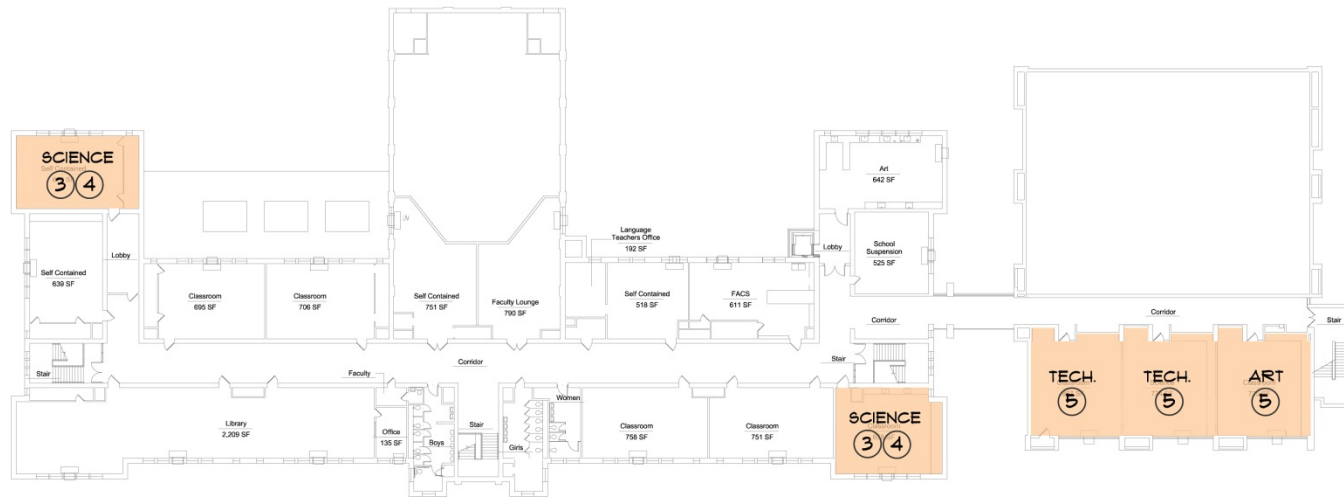 SCIENCE
3 4
Self Contained
639 SF
Lobby
Classroom
695 SF
Classroom
706 SF
Self Contained
751 SF
Faculty Lounge
790 SF
Language
Teachers Office
192 SF
Self Contained
518 SF
FACS
611 SF
Art
642 SF
Lobby
School
Suspension
525 SF
Corridor
Corridor
Stair
Stair
Corridor
Stair
Faculty
Library
2,209 SF
Office
135 SF
Boys
Stair
Girls
Women
Classroom
758 SF
Classroom
751 SF
SCIENCE
3 4
Classroom
TECH.
5
TECH.
5
ART
5